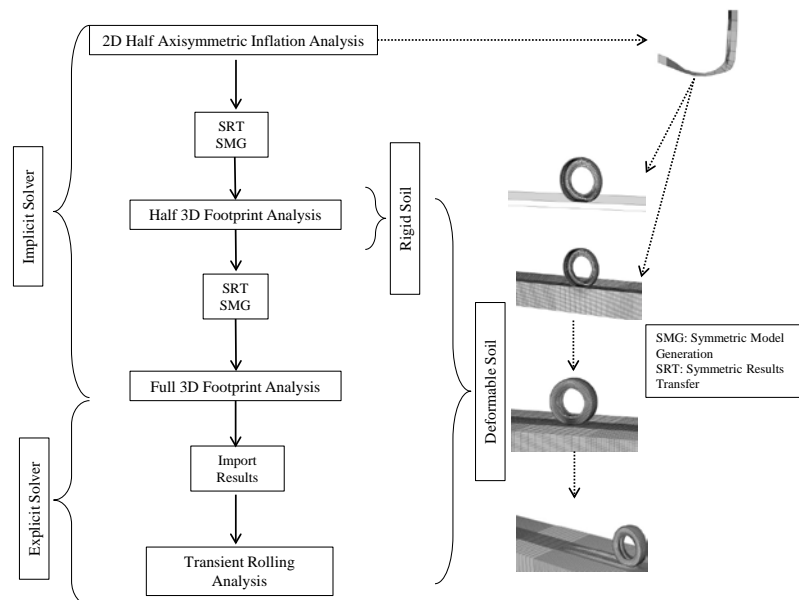 2D Half Axisymmetric Inflation Analysis
SRT
SMG
Implicit Solver
Half 3D Footprint Analysis
Rigid Soil
SRT
SMG
SMG: Symmetric Model
Generation
SRT: Symmetric Results
Transfer
Full 3D Footprint Analysis
Deformable Soil
Import
Results
Explicit Solver
Transient Rolling
Analysis